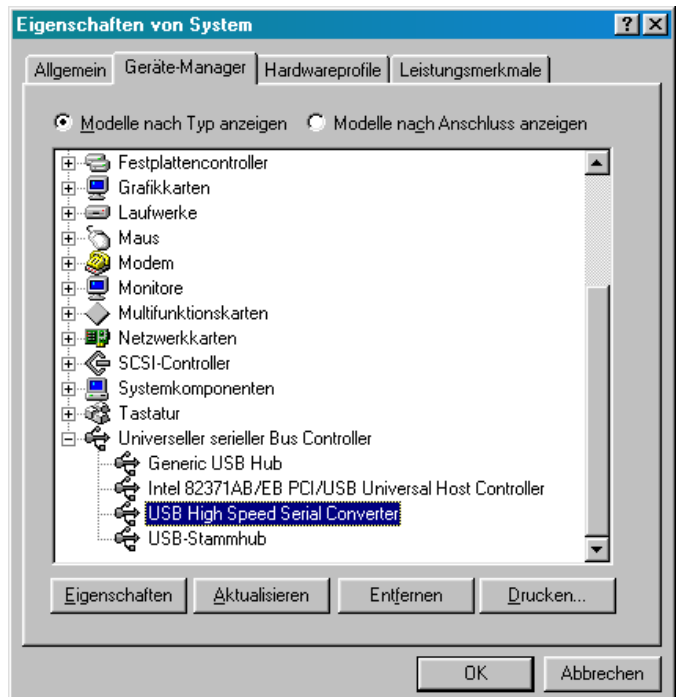 Eigenschaften von System
Allgemein Geräte-Manager Hardwareprofile Leistungsmerkmale
Modelle nach Typ anzeigen Modelle nach Anschluss anzeigen
Festplattencontroller
Grafikkarten
Laufwerke
Maus
Modem
Monitore
Multifunktionskarten
Netzwerkkarten
SCSI-Controller
Systemkomponenten
Tastatur
Universeller serieller Bus Controller
Generic USB Hub
Intel 82371AB/EB PCI/USB Universal Host Controller
USB High Speed Serial Converter
USB-Stammhub
Eigenschaften Aktualisieren Entfernen Drucken...
OK Abbrechen